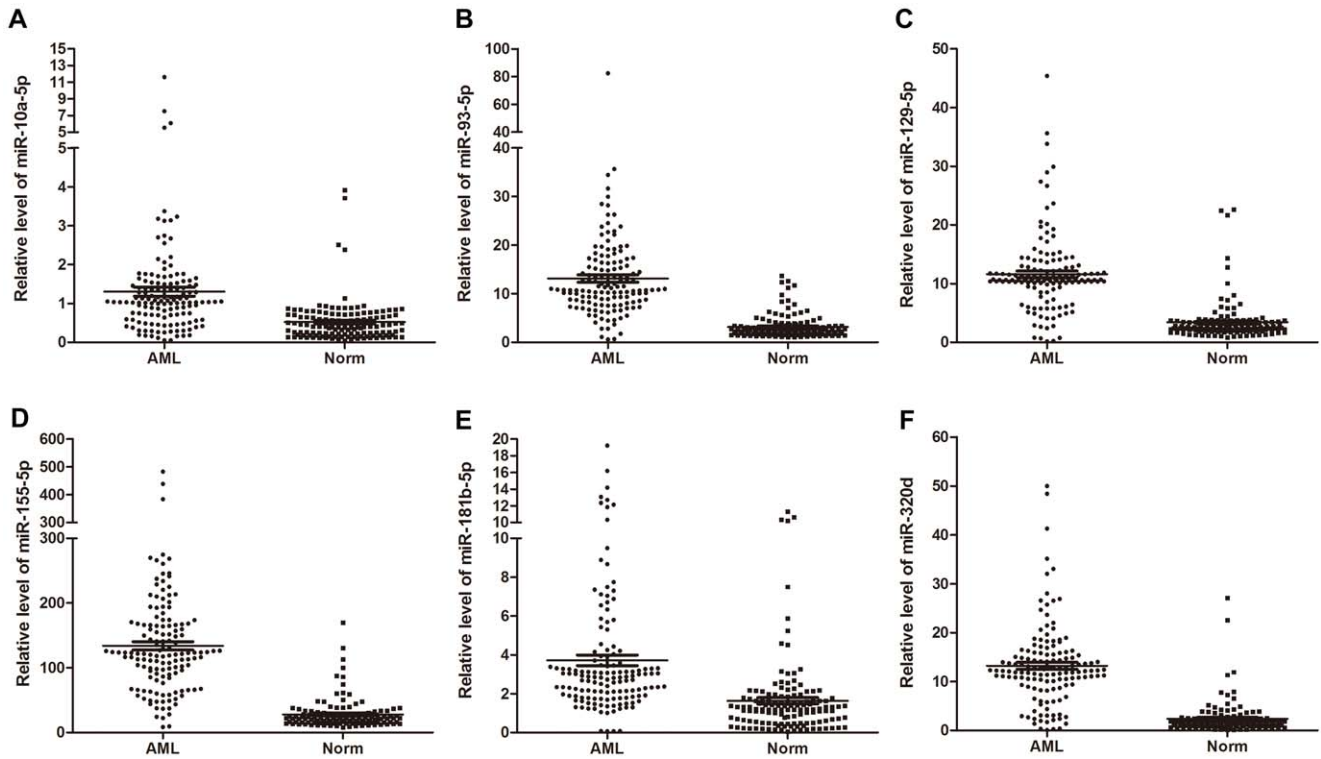 A
Relative level of miR-10a-5p
15
13
11
9
7
5
5
4
3
2
1
0
AML
Norm
B
Relative level of miR-93-5p
100
80
60
40
40
30
20
10
0
AML
Norm
C
Relative level of miR-129-5p
50
40
30
20
10
0
AML
Norm
D
Relative level of miR-155-5p
600
500
400
300
300
200
100
0
AML
Norm
E
Relative level of miR-181b-5p
20
18
16
14
12
10
8
6
4
2
0
AML
Norm
F
Relative level of miR-320d
60
50
40
30
20
10
0
AML
Norm